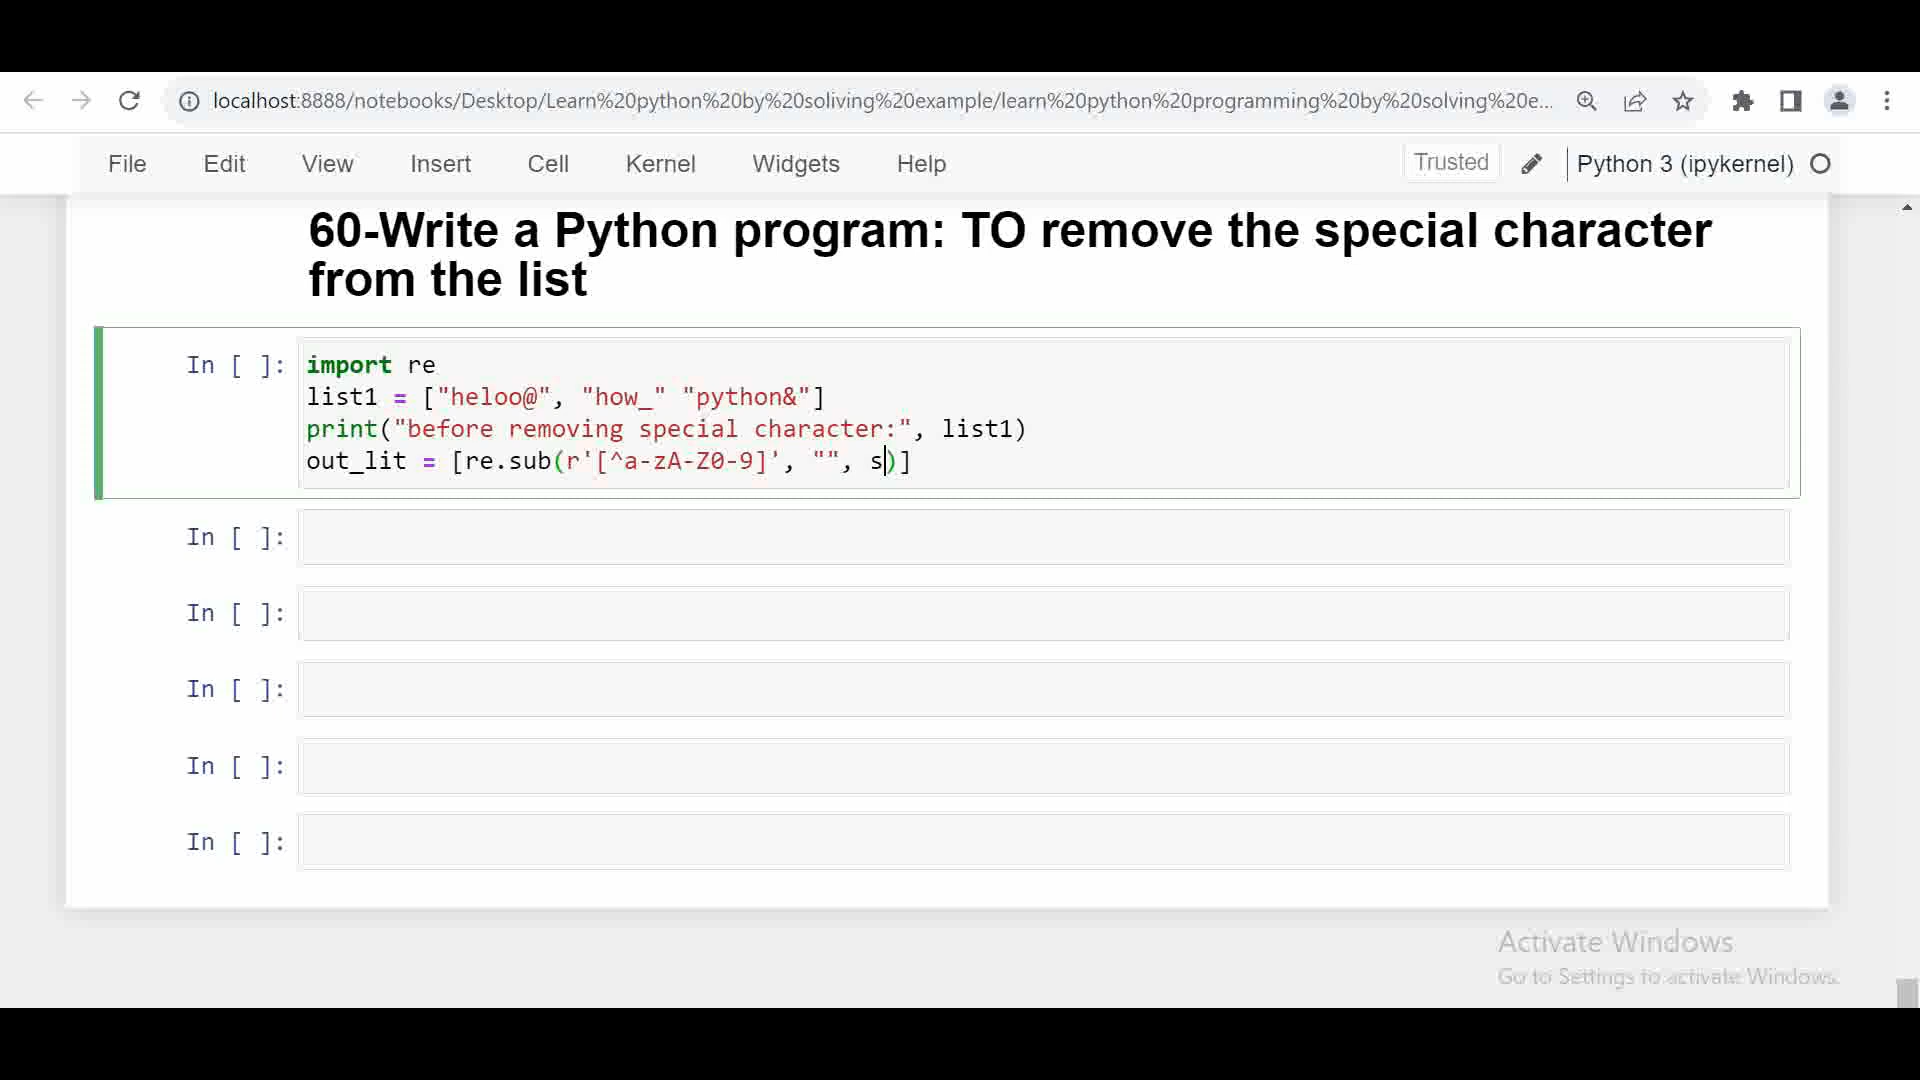 localhost:8888/notebooks/Desktop/Learn%20python%20by%20soliving%20example/learn%20python%20programming%20by%20solving%20e...
File Edit View Insert Cell Kernel Widgets Help Trusted Python 3 (ipykernel)
60-Write a Python program: TO remove the special character
from the list
In [ ]: import re
list1 = ["heloo@", "how_" "python&"]
print("before removing special character:", list1)
out_lit = [re.sub(r'[^a-zA-Z0-9]', "", s)]
In [ ]:
In [ ]:
In [ ]:
In [ ]:
In [ ]:
Activate Windows
Go to Settings to activate Windows.